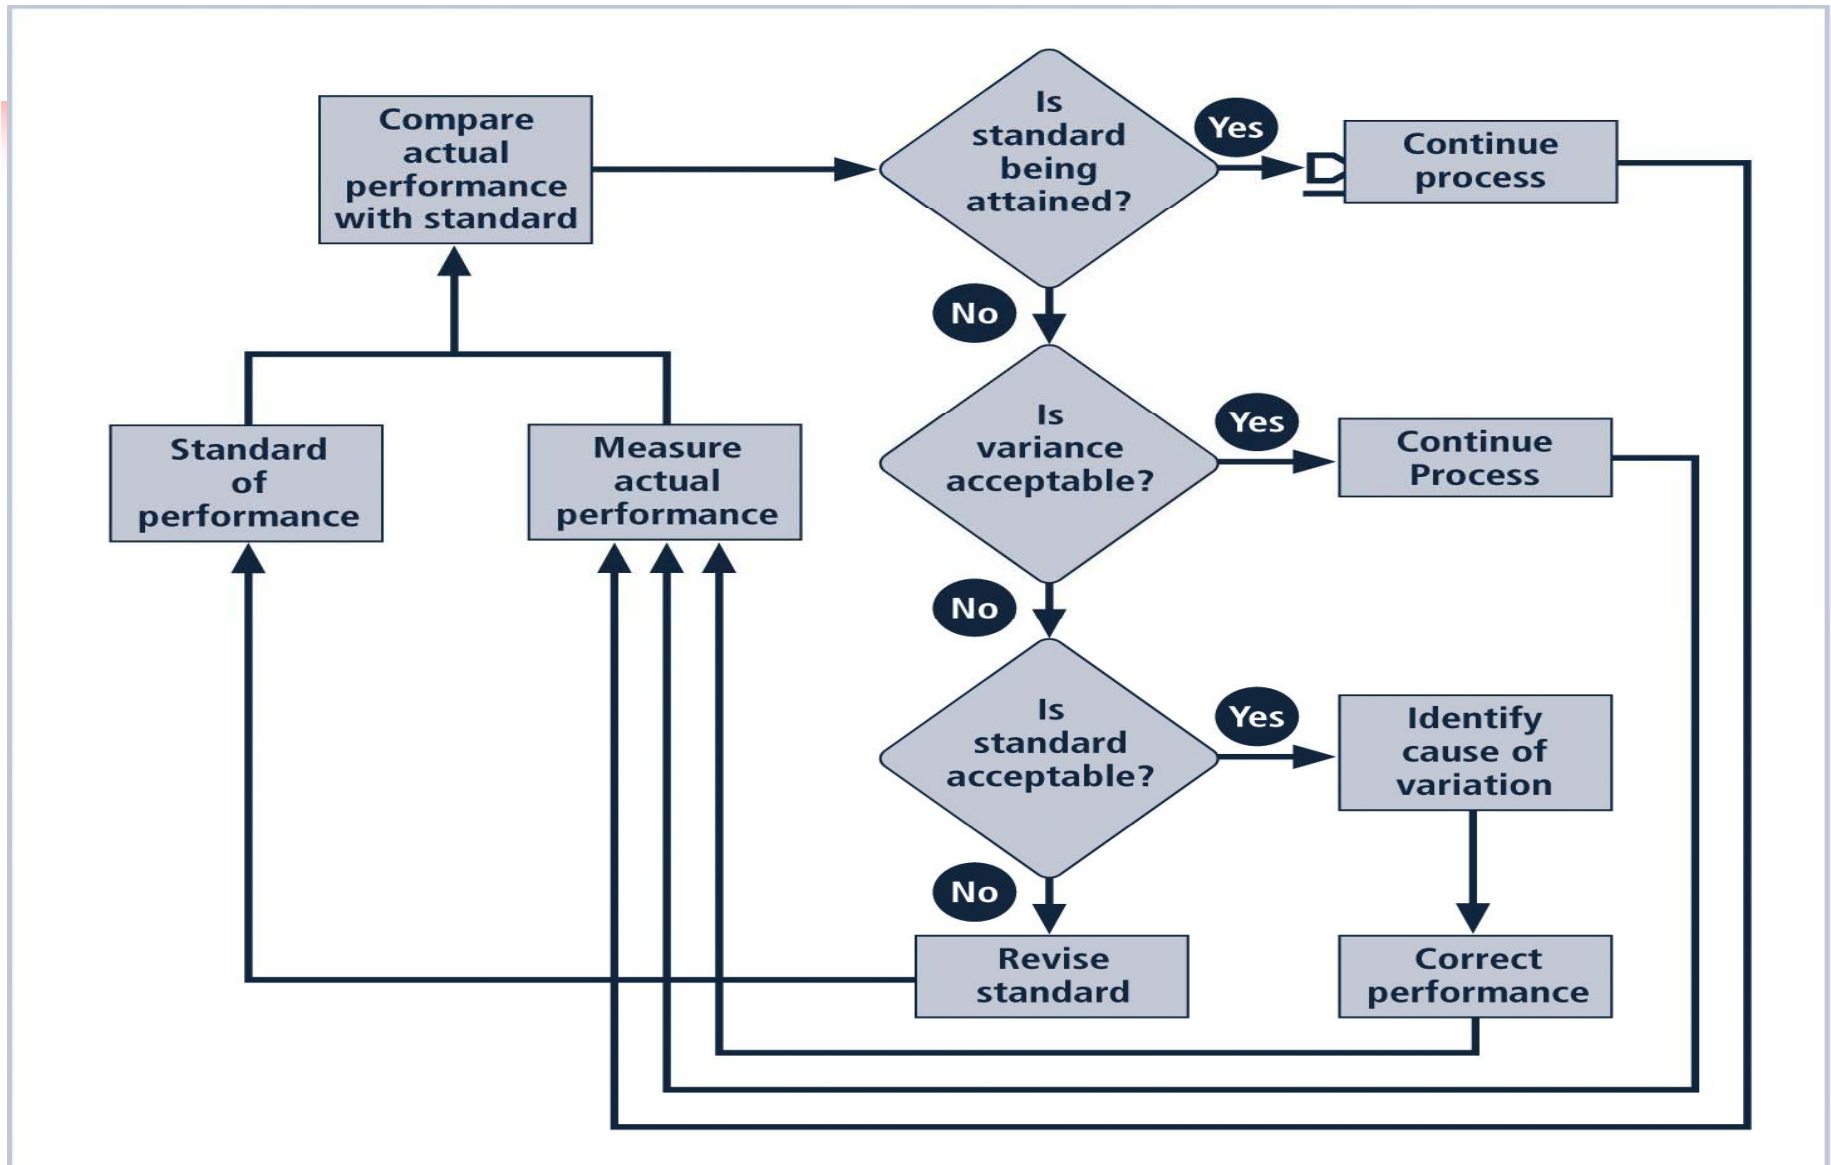 Compare
actual
performance
with standard
Is
standard
being
attained?
Yes
Continue
process
No
Standard
of
performance
Measure
actual
performance
Is
variance
acceptable?
Yes
Continue
Process
No
Is
standard
acceptable?
Yes
Identify
cause of
variation
No
Revise
standard
Correct
performance